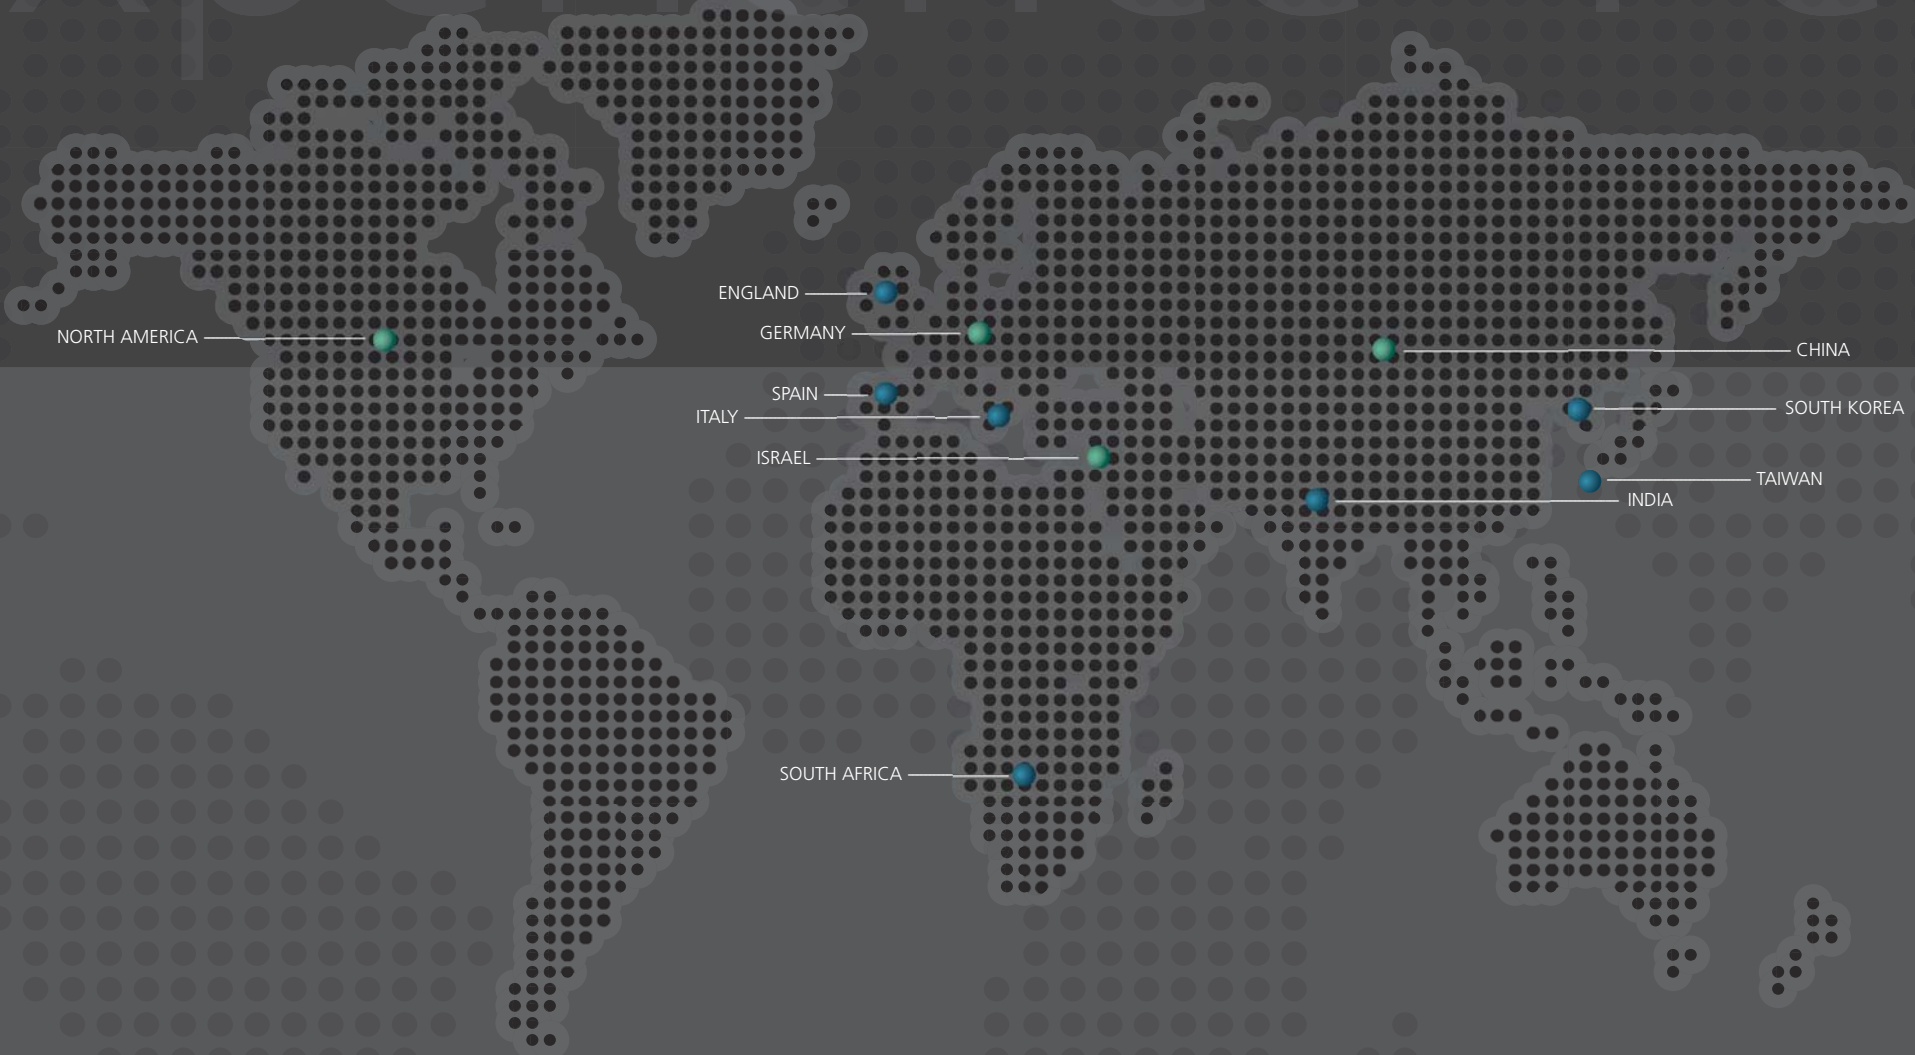 ENGLAND
GERMANY
NORTH AMERICA
CHINA
SPAIN
SOUTH KOREA
ITALY
ISRAEL
TAIWAN
INDIA
SOUTH AFRICA